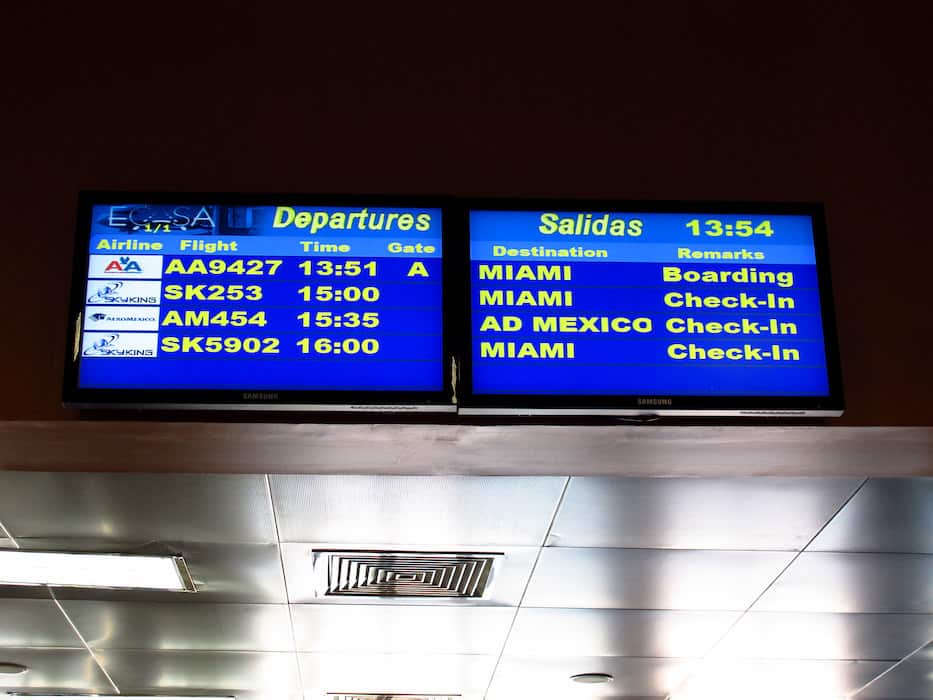 ECASA
1/1
Departures
Airline Flight Time Gate
AA
AA9427 13:51 A
SKYKING SK253 15:00
AEROMEXICO. AM454 15:35
SKYKING SK5902 16:00
SAMSUNG
Salidas 13:54
Destination Remarks
MIAMI Boarding
MIAMI Check-In
AD MEXICO Check-In
MIAMI Check-In
SAMSUNG